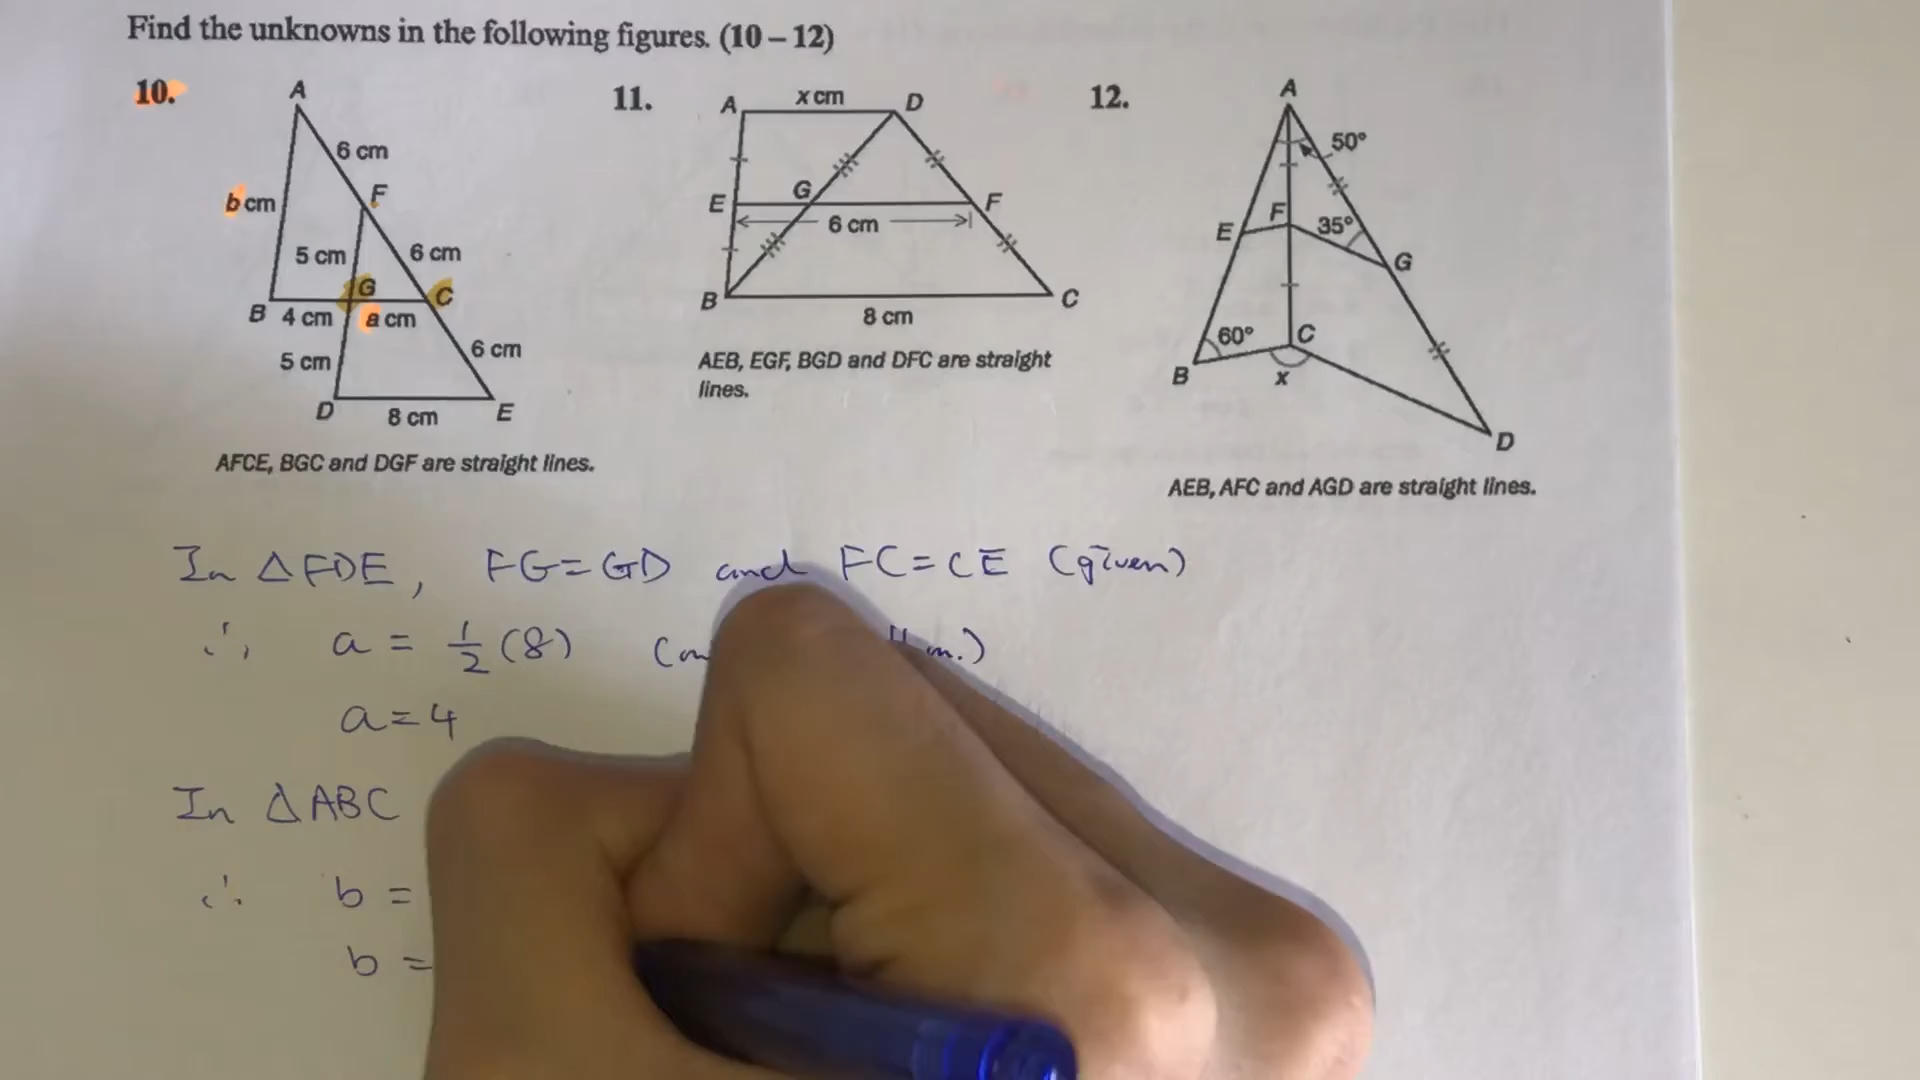 Find the unknowns in the following figures. (10 – 12)
10.
A
6 cm
F
b cm
5 cm
6 cm
G
C
B
4 cm
a cm
5 cm
6 cm
D
8 cm
E
AFCE, BGC and DGF are straight lines.
11.
A
x cm
D
E
G
F
6 cm
B
C
8 cm
AEB, EGF, BGD and DFC are straight
lines.
12.
A
50°
F
E
35°
G
60°
C
B
x
D
AEB, AFC and AGD are straight lines.
In △FDE, FG=GD and FC=CE (given)
∴ a = 1/2 (8)
a=4
In △ABC
∴ b =
b =